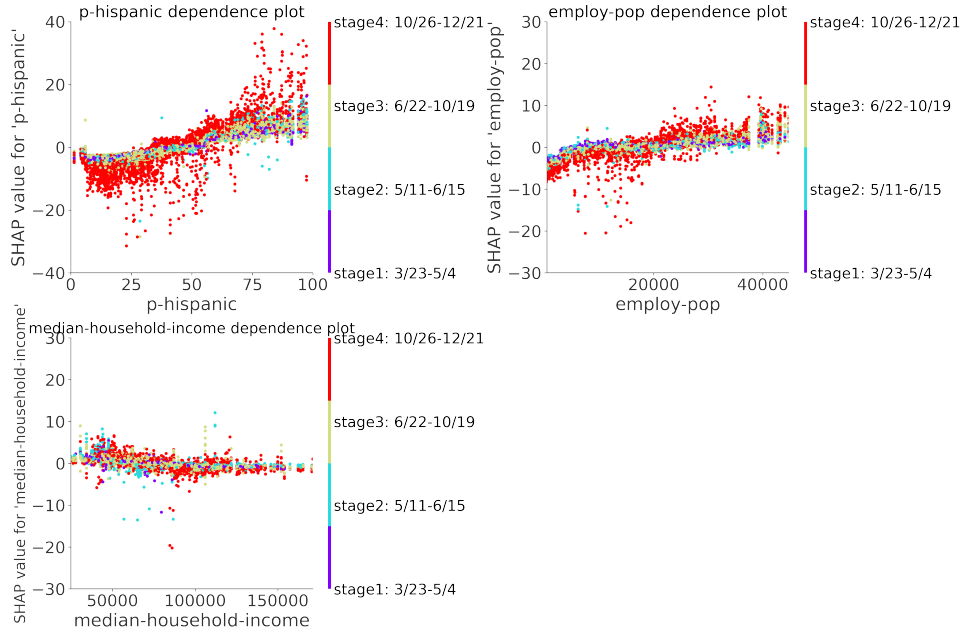 p-hispanic dependence plot
SHAP value for 'p-hispanic'
40
20
0
−20
−40
0
25
50
75
100
p-hispanic
stage4: 10/26-12/21
stage3: 6/22-10/19
stage2: 5/11-6/15
stage1: 3/23-5/4
employ-pop dependence plot
SHAP value for 'employ-pop'
30
20
10
0
−10
−20
−30
20000
40000
employ-pop
stage4: 10/26-12/21
stage3: 6/22-10/19
stage2: 5/11-6/15
stage1: 3/23-5/4
median-household-income dependence plot
SHAP value for 'median-household-income'
30
20
10
0
−10
−20
−30
50000
100000
150000
median-household-income
stage4: 10/26-12/21
stage3: 6/22-10/19
stage2: 5/11-6/15
stage1: 3/23-5/4